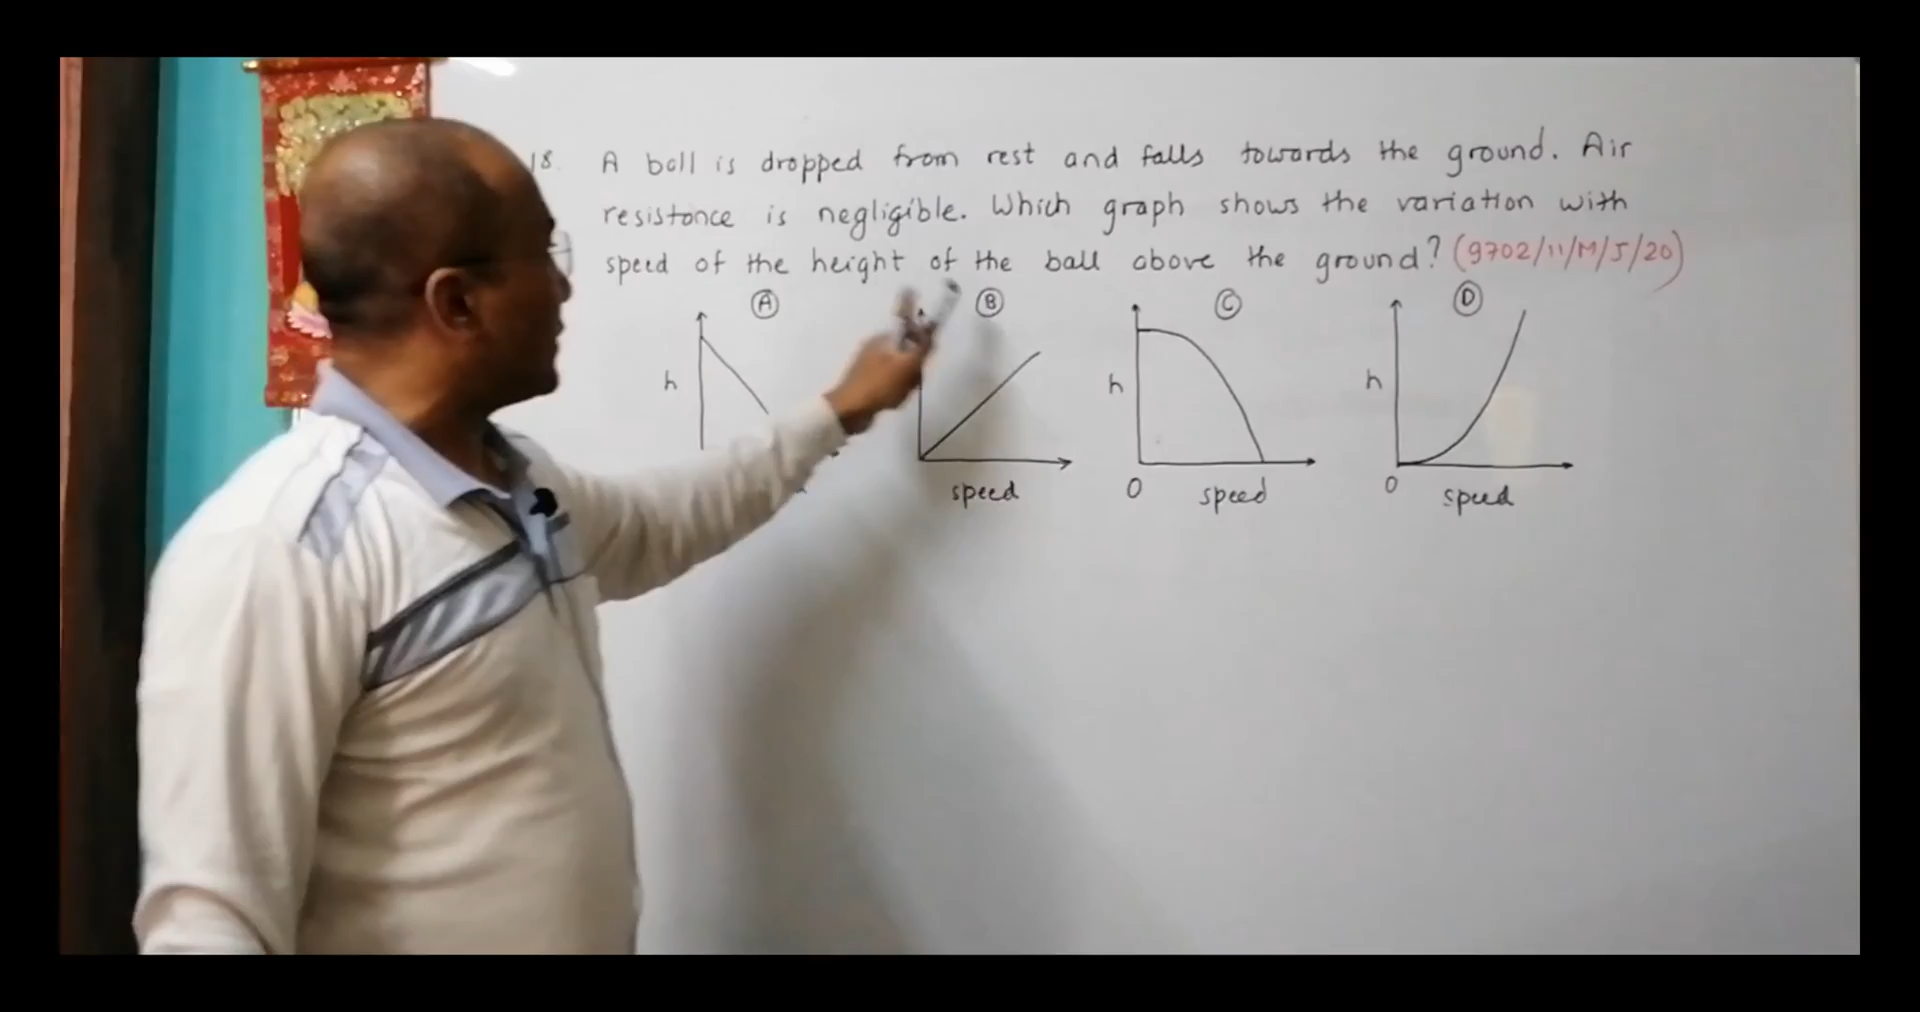 18. A ball is dropped from rest and falls towards the ground. Air
resistance is negligible. Which graph shows the variation with
speed of the height of the ball above the ground? (9702/11/M/J/20)
A B C D
h h h
speed 0 speed 0 speed